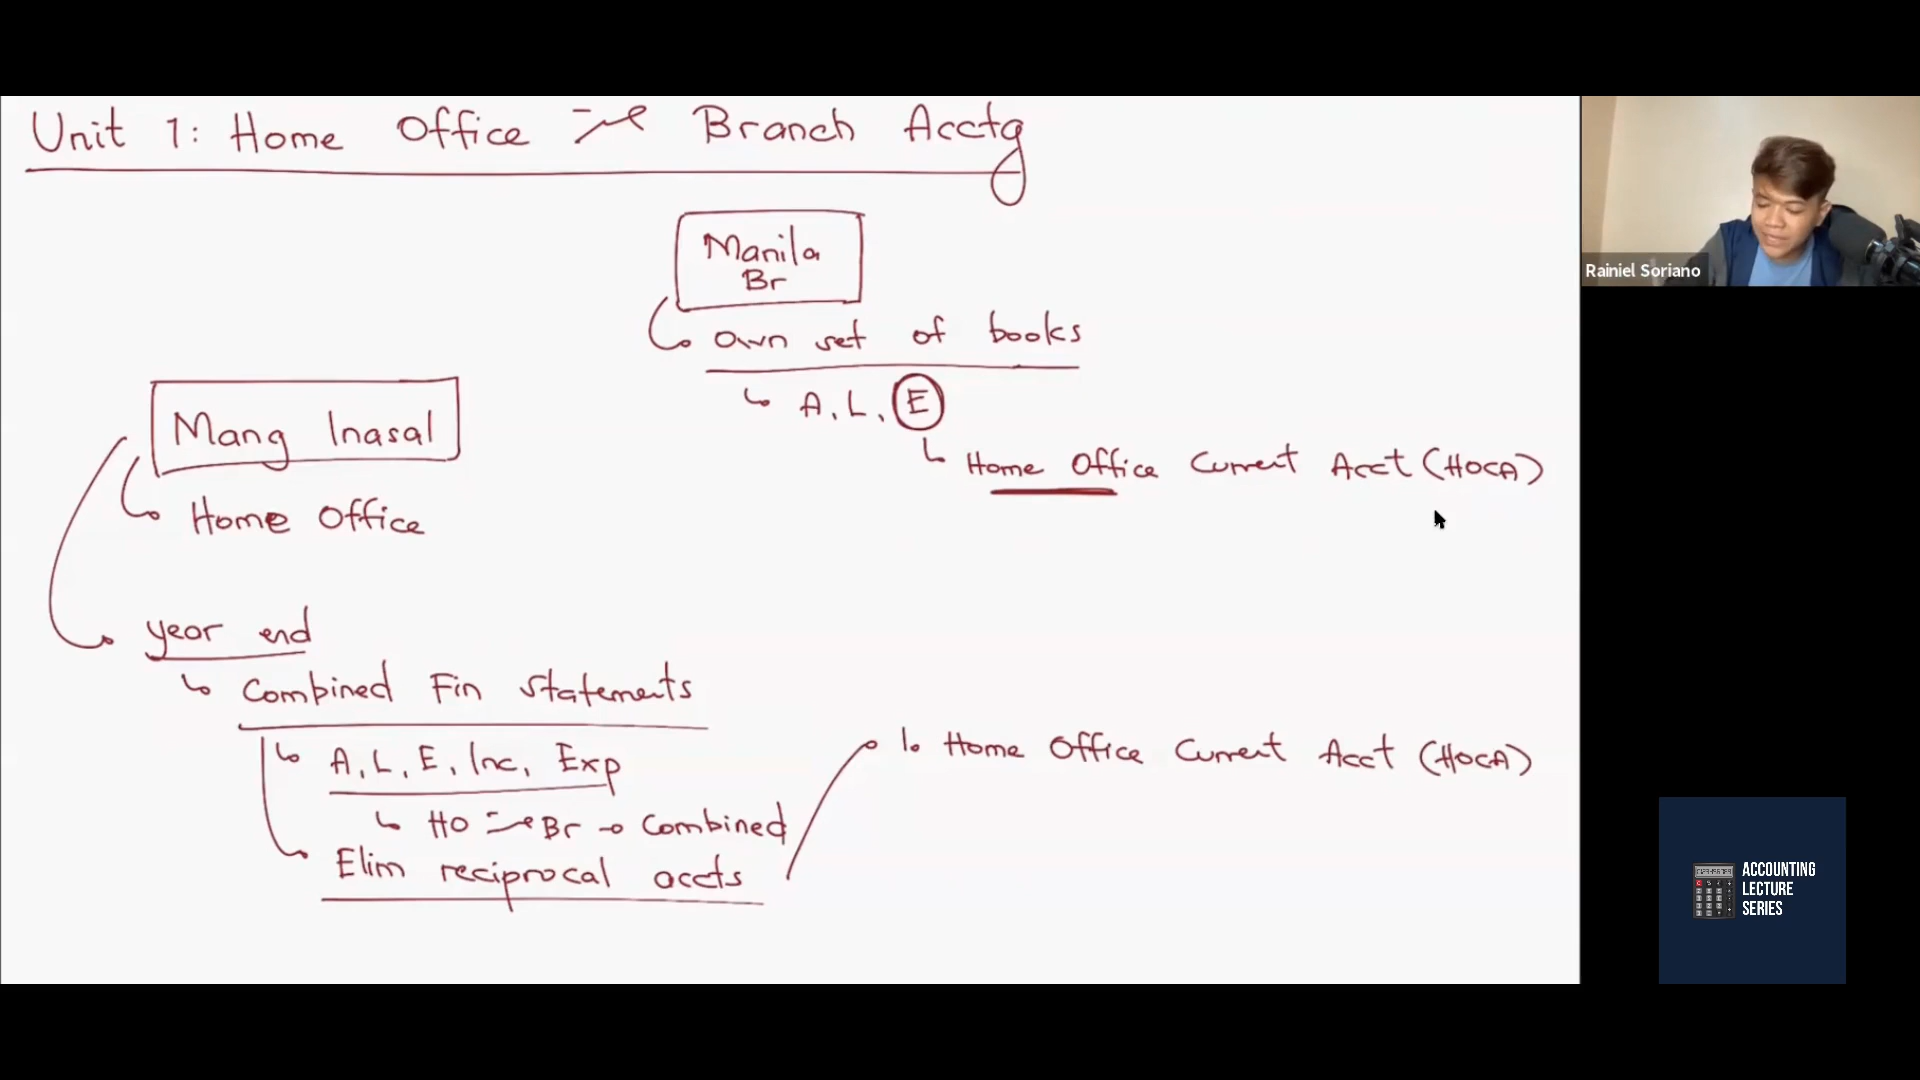 Unit 1: Home Office & Branch Acctg
Manila
Br
own set of books
A, L, E
Home Office Current Acct (HOCA)
Mang Inasal
Home Office
year end
Combined Fin statements
A, L, E, Inc, Exp
HO & Br → Combined
Elim reciprocal accts
1. Home Office Current Acct (HOCA)
Rainiel Soriano
ACCOUNTING
LECTURE
SERIES